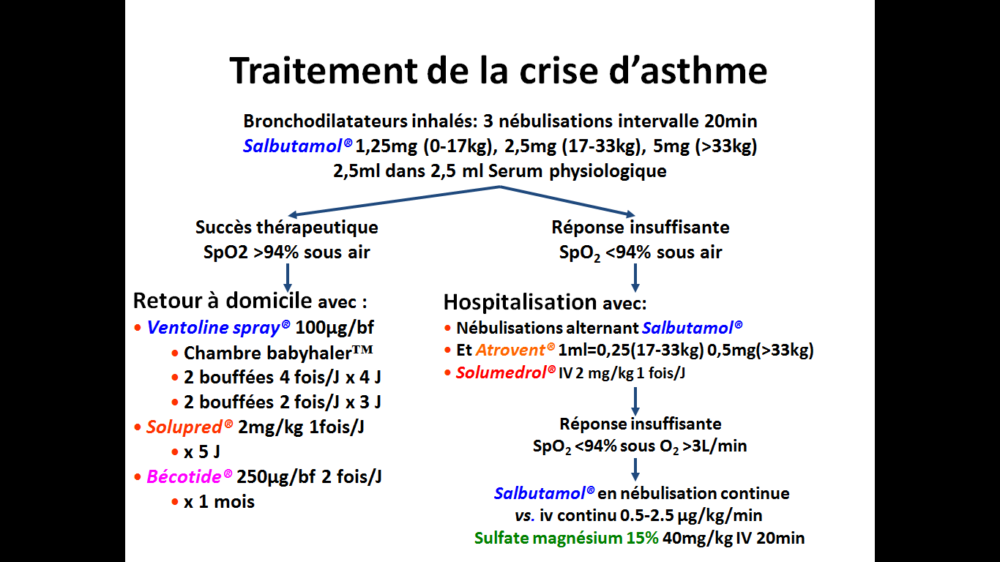 Traitement de la crise d’asthme
Bronchodilatateurs inhalés: 3 nébulisations intervalle 20min
Salbutamol® 1,25mg (0-17kg), 2,5mg (17-33kg), 5mg (>33kg)
2,5ml dans 2,5 ml Serum physiologique
Succès thérapeutique
SpO2 >94% sous air
Retour à domicile avec :
• Ventoline spray® 100µg/bf
• Chambre babyhaler™
• 2 bouffées 4 fois/J x 4 J
• 2 bouffées 2 fois/J x 3 J
• Solupred® 2mg/kg 1fois/J
• x 5 J
• Bécotide® 250µg/bf 2 fois/J
• x 1 mois
Réponse insuffisante
SpO₂ <94% sous air
Hospitalisation avec:
• Nébulisations alternant Salbutamol®
• Et Atrovent® 1ml=0,25(17-33kg) 0,5mg(>33kg)
• Solumedrol® IV 2 mg/kg 1 fois/J
Réponse insuffisante
SpO₂ <94% sous O₂ >3L/min
Salbutamol® en nébulisation continue
vs. iv continu 0.5-2.5 µg/kg/min
Sulfate magnésium 15% 40mg/kg IV 20min